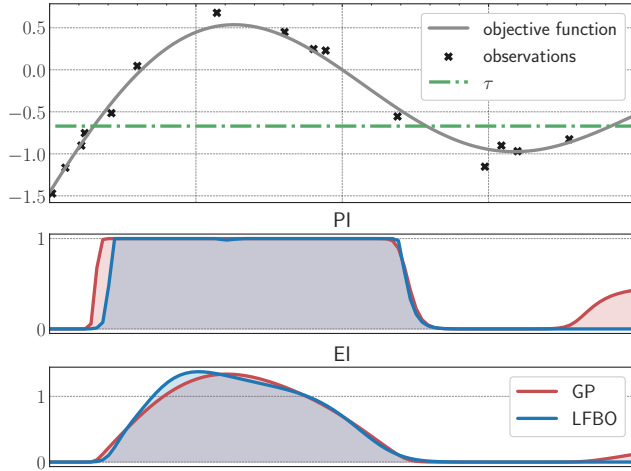 0.5
0.0
−0.5
−1.0
−1.5
objective function
observations
τ
PI
1
0
EI
1
0
GP
LFBO